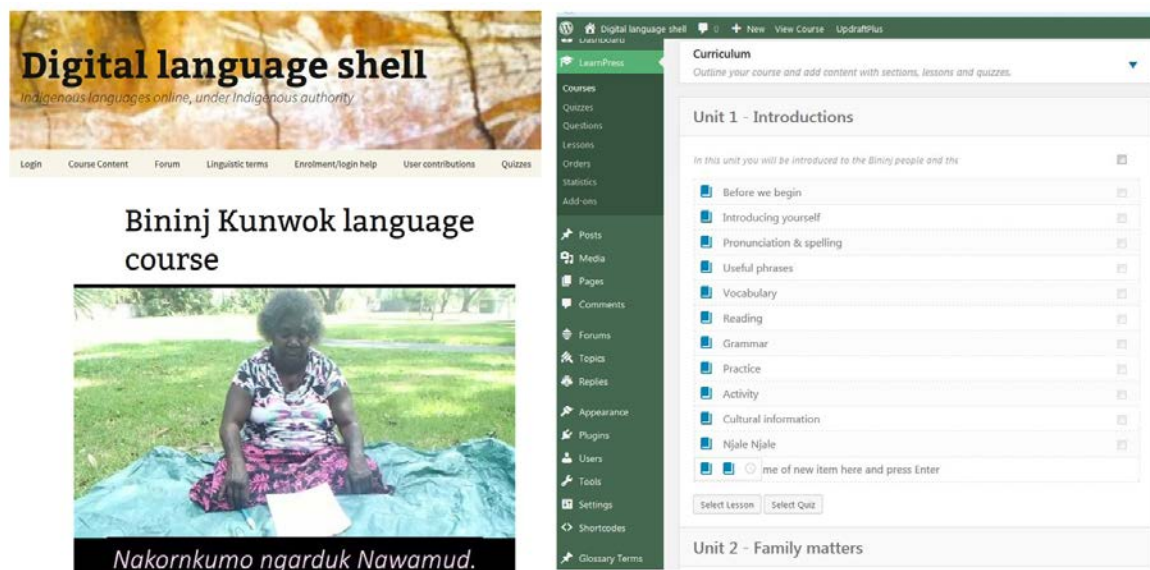 Digital language shell
Indigenous languages online, under Indigenous authority
Login Course Content Forum Linguistic terms Enrolment/login help User contributions Quizzes
Bininj Kunwok language
course
Nakornkumo ngarduk Nawamud.
Digital language shell 0 + New View Course UpdraftPlus
Dashboard
LearnPress
Courses
Quizzes
Questions
Lessons
Orders
Statistics
Add-ons
Posts
Media
Pages
Comments
Forums
Topics
Replies
Appearance
Plugins
Users
Tools
Settings
Shortcodes
Glossary Terms
Curriculum
Outline your course and add content with sections, lessons and quizzes.
Unit 1 - Introductions
In this unit you will be introduced to the Bininj people and the
Before we begin
Introducing yourself
Pronunciation & spelling
Useful phrases
Vocabulary
Reading
Grammar
Practice
Activity
Cultural information
Njale Njale
me of new item here and press Enter
Select Lesson Select Quiz
Unit 2 - Family matters